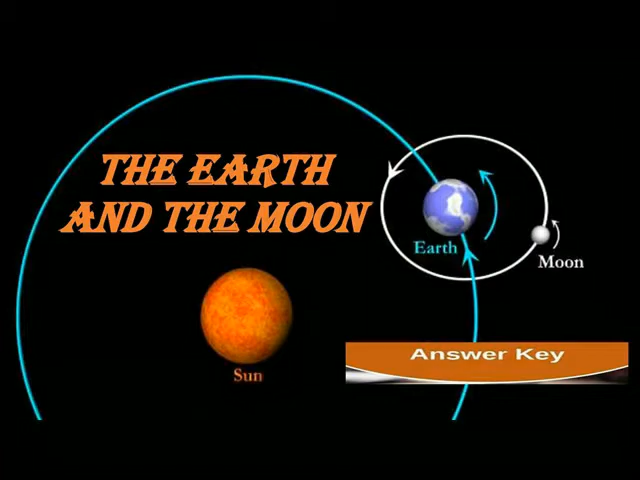 THE EARTH
AND THE MOON
Earth
Moon
Answer Key
Sun